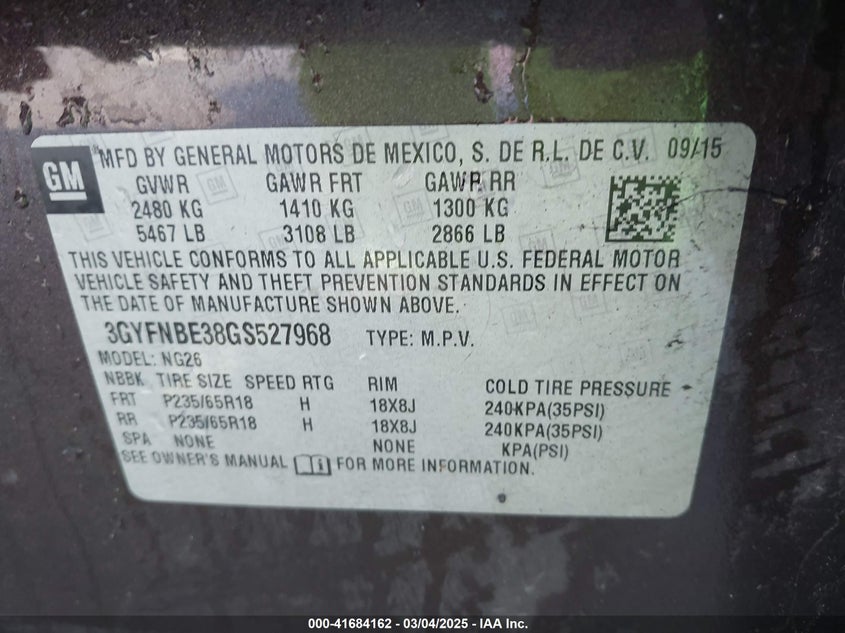 GM
MFD BY GENERAL MOTORS DE MEXICO, S. DE R.L. DE C.V. 09/15
GVWR GAWR FRT GAWR RR
2480 KG 1410 KG 1300 KG
5467 LB 3108 LB 2866 LB
THIS VEHICLE CONFORMS TO ALL APPLICABLE U.S. FEDERAL MOTOR
VEHICLE SAFETY AND THEFT PREVENTION STANDARDS IN EFFECT ON
THE DATE OF MANUFACTURE SHOWN ABOVE.
3GYFNBE38GS527968 TYPE: M.P.V.
MODEL: NG26
NBBK TIRE SIZE SPEED RTG RIM COLD TIRE PRESSURE
FRT P235/65R18 H 18X8J 240KPA(35PSI)
RR P235/65R18 H 18X8J 240KPA(35PSI)
SPA NONE NONE KPA(PSI)
SEE OWNER'S MANUAL FOR MORE INFORMATION.
000-41684162 - 03/04/2025 - IAA Inc.